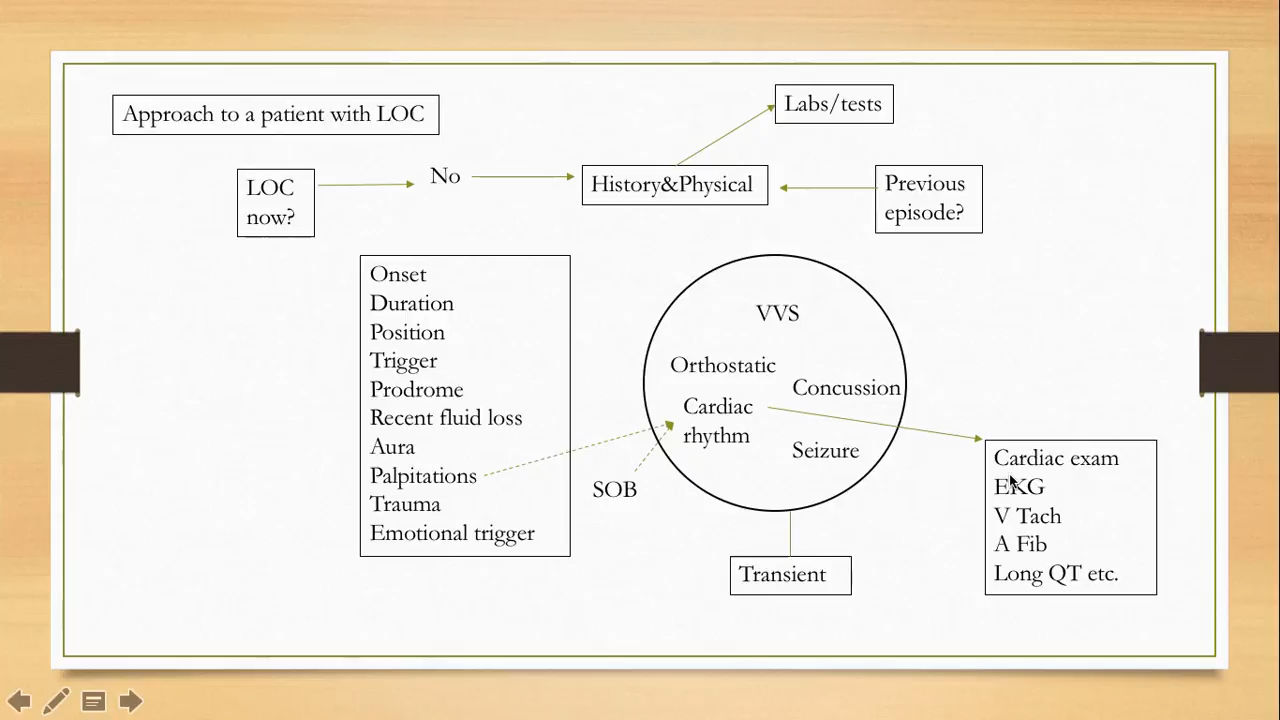 Approach to a patient with LOC
Labs/tests
LOC
now?
No
History&Physical
Previous
episode?
Onset
Duration
Position
Trigger
Prodrome
Recent fluid loss
Aura
Palpitations
Trauma
Emotional trigger
SOB
VVS
Orthostatic
Concussion
Cardiac
rhythm
Seizure
Transient
Cardiac exam
EKG
V Tach
A Fib
Long QT etc.